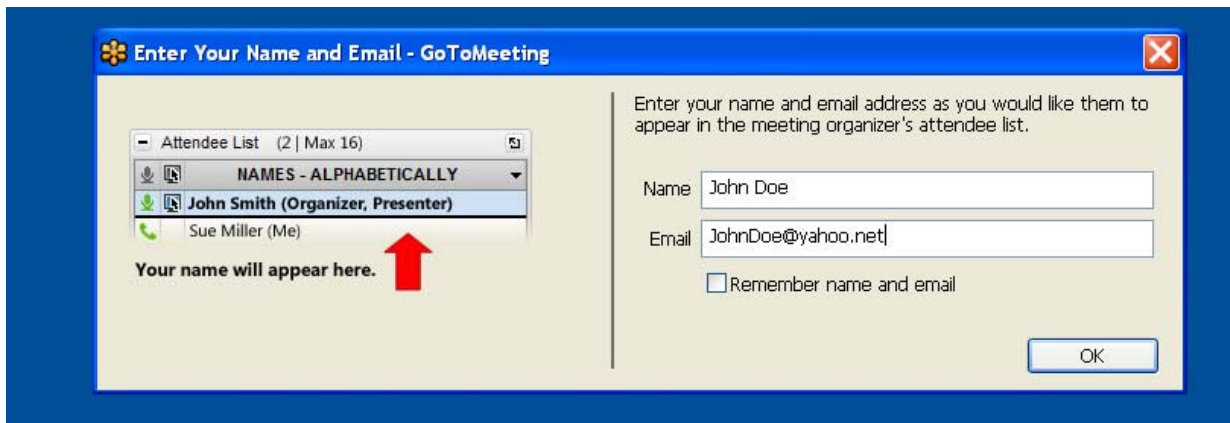 Enter Your Name and Email - GoToMeeting
Attendee List (2 | Max 16)
NAMES - ALPHABETICALLY
John Smith (Organizer, Presenter)
Sue Miller (Me)
Your name will appear here.
Enter your name and email address as you would like them to
appear in the meeting organizer's attendee list.
Name John Doe
Email JohnDoe@yahoo.net
Remember name and email
OK